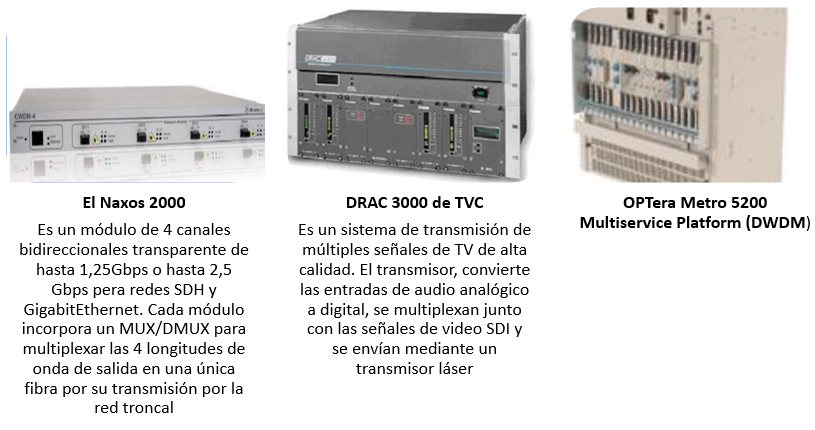 CWDM-4
El Naxos 2000
Es un módulo de 4 canales
bidireccionales transparente de
hasta 1,25Gbps o hasta 2,5
Gbps pera redes SDH y
GigabitEthernet. Cada módulo
incorpora un MUX/DMUX para
multiplexar las 4 longitudes de
onda de salida en una única
fibra por su transmisión por la
red troncal
DRAC 3000 de TVC
Es un sistema de transmisión de
múltiples señales de TV de alta
calidad. El transmisor, convierte
las entradas de audio analógico
a digital, se multiplexan junto
con las señales de video SDI y
se envían mediante un
transmisor láser
OPTera Metro 5200
Multiservice Platform (DWDM)